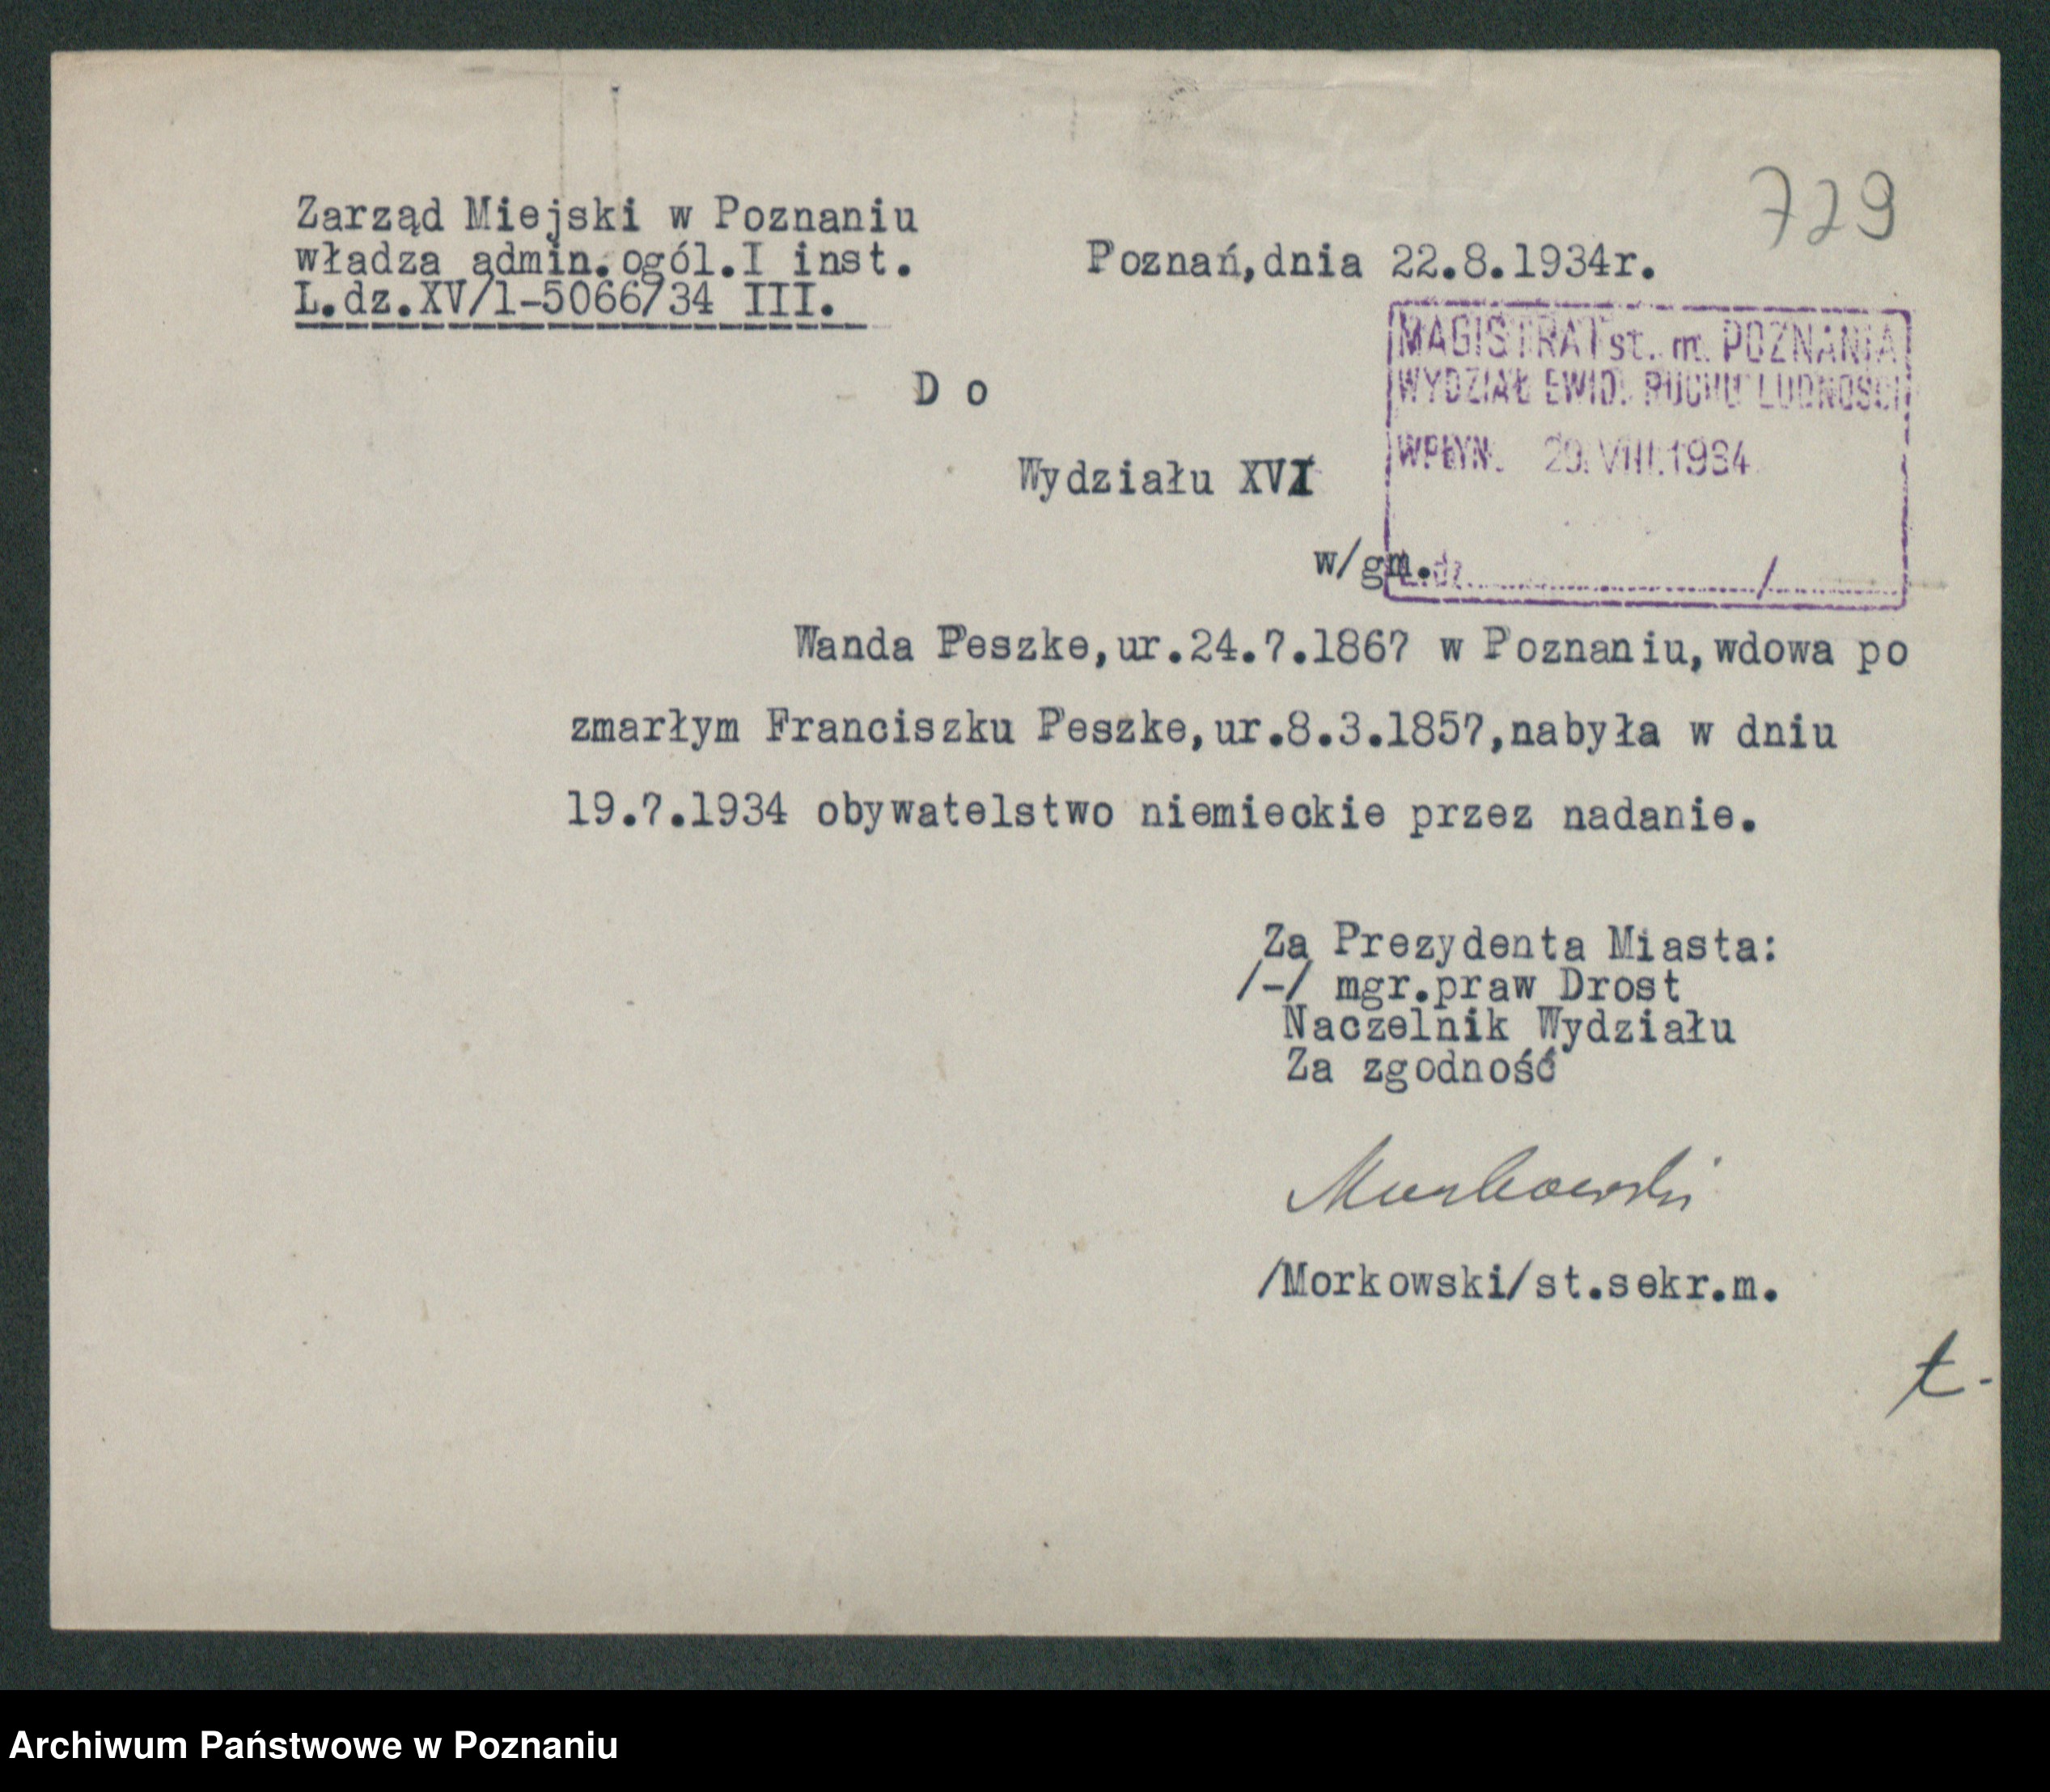 729
Zarząd Miejski w Poznaniu
władza admin.ogól.I inst.
L.dz.XV/1-5066/34 III.
Poznań,dnia 22.8.1934r.
MAGISTRAT st. m. POZNANIA
WYDZIAŁ EWID. RUCHU LUDNOŚCI
WPŁYN. 29. VIII. 1934
L.dz. /
D o
Wydziału XVI
w/gm.
Wanda Peszke,ur.24.7.1867 w Poznaniu,wdowa po
zmarłym Franciszku Peszke,ur.8.3.1857,nabyła w dniu
19.7.1934 obywatelstwo niemieckie przez nadanie.
Za Prezydenta Miasta:
/-/ mgr.praw Drost
Naczelnik Wydziału
Za zgodność
Morkowski
/Morkowski/st.sekr.m.
t.-
Archiwum Państwowe w Poznaniu